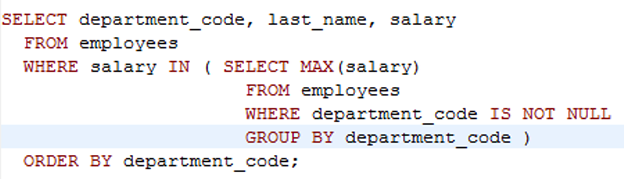 SELECT department_code, last_name, salary
FROM employees
WHERE salary IN ( SELECT MAX(salary)
FROM employees
WHERE department_code IS NOT NULL
GROUP BY department_code )
ORDER BY department_code;